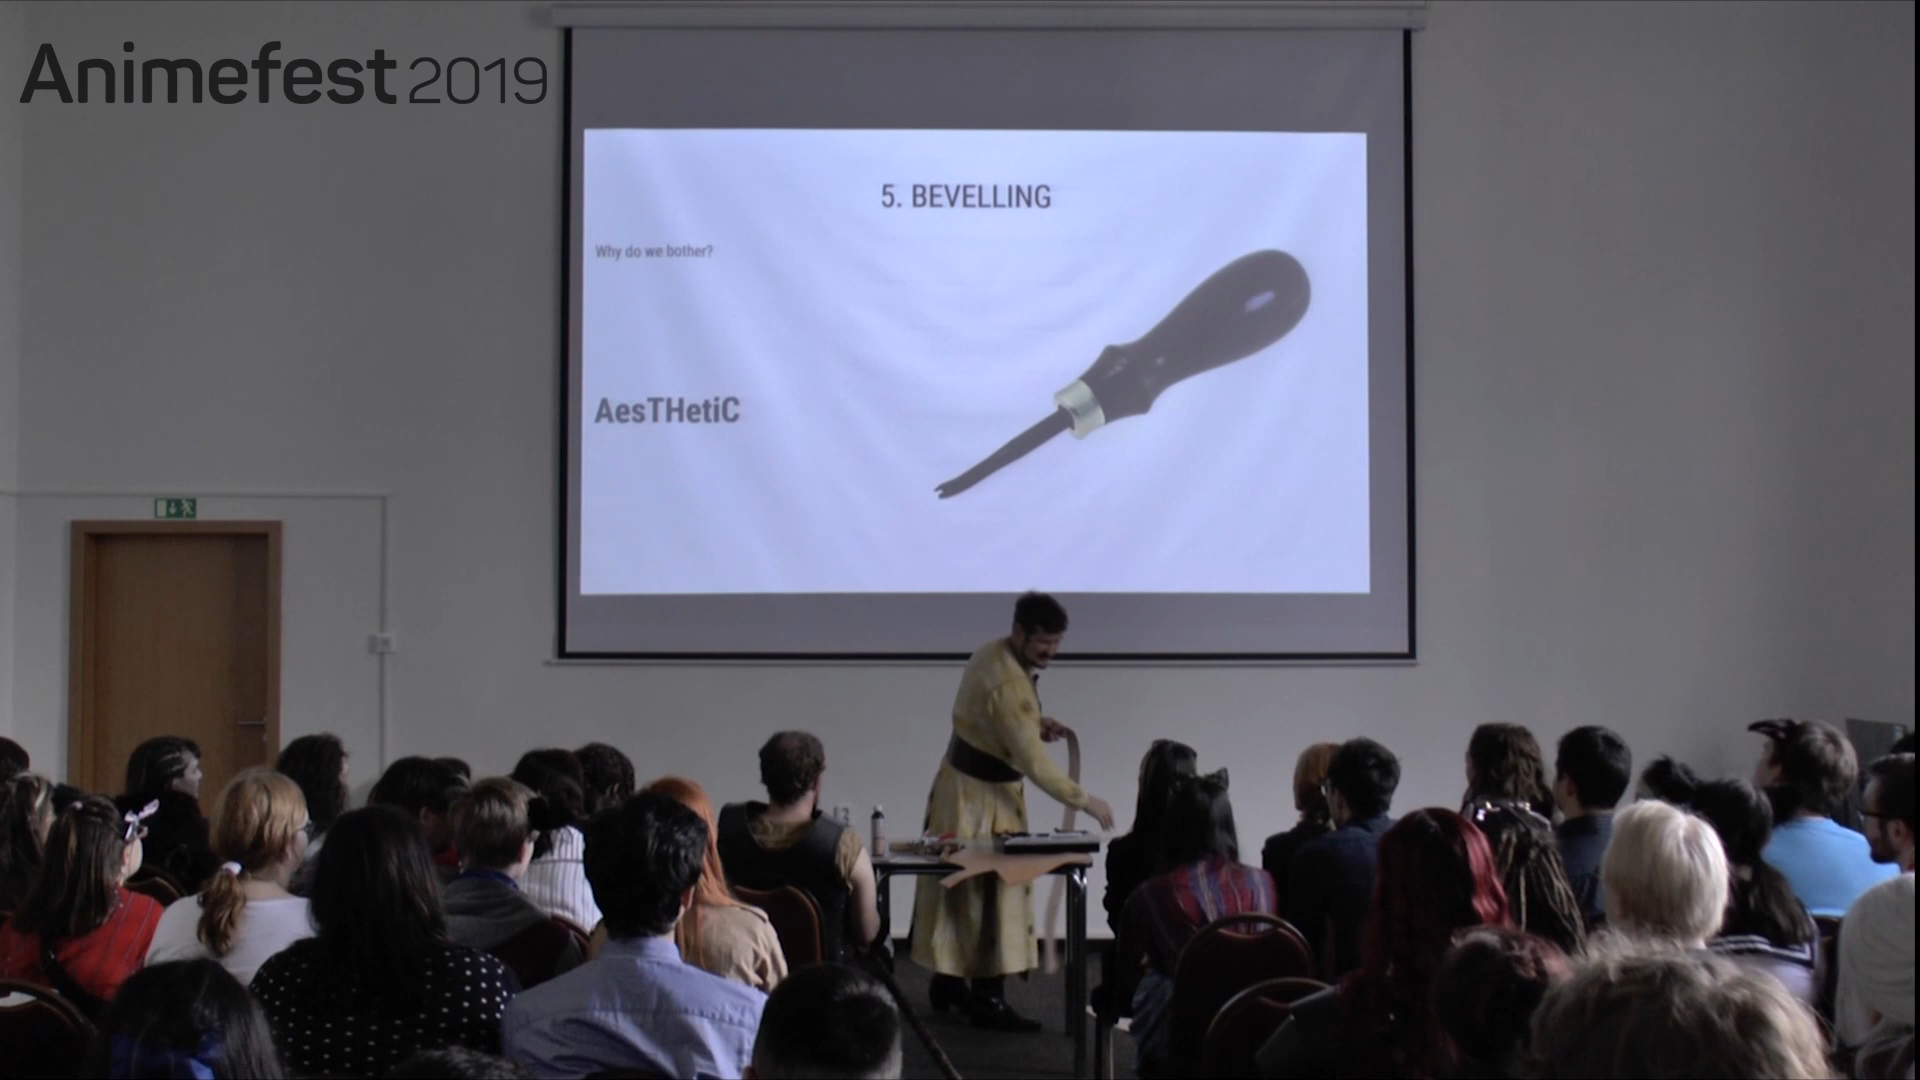 Animefest 2019
5. BEVELLING
Why do we bother?
AesTHetiC